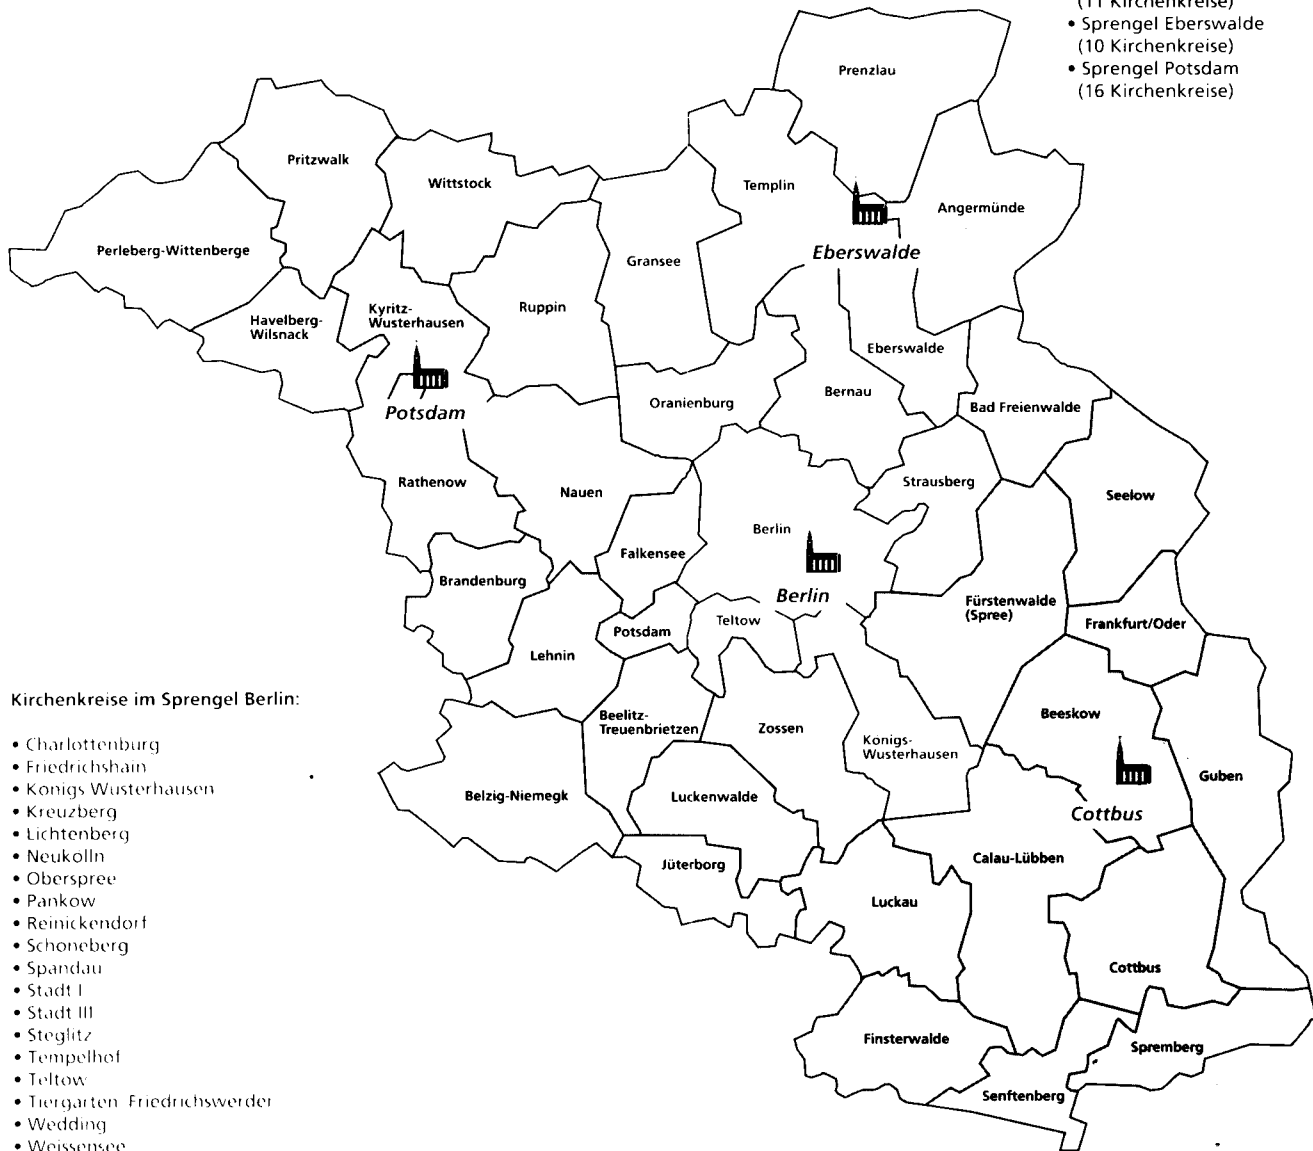 (11 Kirchenkreise)
• Sprengel Eberswalde
(10 Kirchenkreise)
• Sprengel Potsdam
(16 Kirchenkreise)
Prenzlau
Pritzwalk
Wittstock
Templin
Angermünde
Perleberg-Wittenberge
Eberswalde
Gransee
Ruppin
Havelberg-
Wilsnack
Kyritz-
Wusterhausen
Eberswalde
Bernau
Oranienburg
Bad Freienwalde
Potsdam
Rathenow
Nauen
Strausberg
Seelow
Berlin
Falkensee
Brandenburg
Berlin
Fürstenwalde
(Spree)
Teltow
Frankfurt/Oder
Potsdam
Lehnin
Beelitz-
Treuenbrietzen
Zossen
Beeskow
Königs-
Wusterhausen
Guben
Belzig-Niemegk
Luckenwalde
Cottbus
Jüterborg
Calau-Lübben
Luckau
Cottbus
Finsterwalde
Spremberg
Senftenberg
Kirchenkreise im Sprengel Berlin:
• Charlottenburg
• Friedrichshain
• Konigs Wusterhausen
• Kreuzberg
• Lichtenberg
• Neukolln
• Oberspree
• Pankow
• Reinickendorf
• Schoneberg
• Spandau
• Stadt I
• Stadt III
• Steglitz
• Tempelhof
• Teltow
• Tiergarten Friedrichswerder
• Wedding
• Weissensee